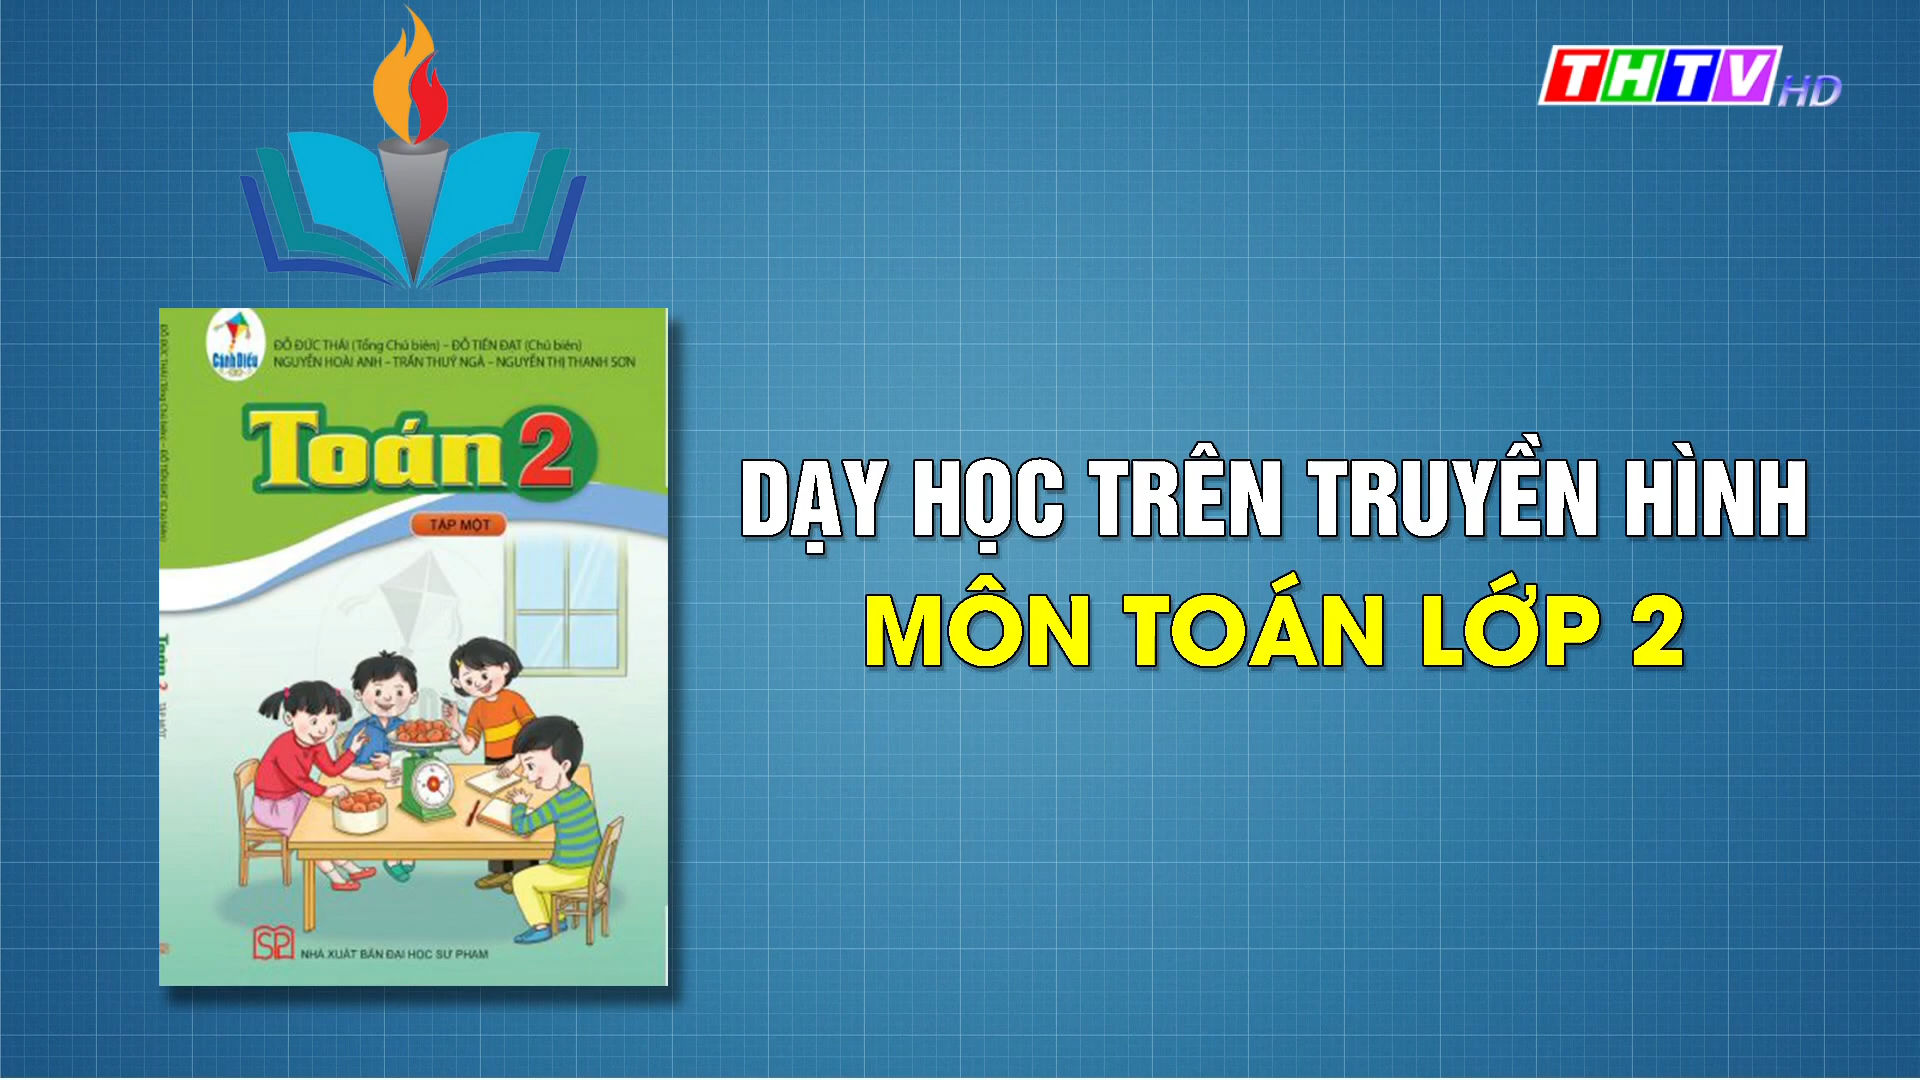 THTV HD
Cánh Diều
ĐỖ ĐỨC THÁI (Tổng Chủ biên) – ĐỖ TIẾN ĐẠT (Chủ biên)
NGUYỄN HOÀI ANH – TRẦN THUÝ NGÀ – NGUYỄN THỊ THANH SƠN
Toán 2
TẬP MỘT
NHÀ XUẤT BẢN ĐẠI HỌC SƯ PHẠM
DẠY HỌC TRÊN TRUYỀN HÌNH
MÔN TOÁN LỚP 2